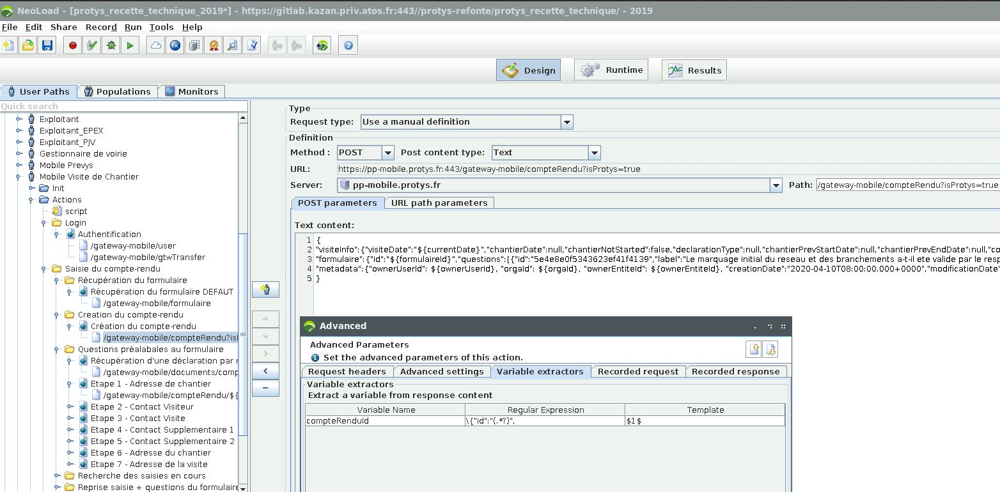 NeoLoad - [protys_recette_technique_2019*] - https://gitlab.kazan.priv.atos.fr:443//protys-refonte/protys_recette_technique/ - 2019
File Edit Share Record Run Tools Help
Design Runtime Results
User Paths Populations Monitors
Quick search
Exploitant
Exploitant_EPEX
Exploitant_PJV
Gestionnaire de voirie
Mobile Prevys
Mobile Visite de Chantier
Init
Actions
script
Login
Authentification
/gateway-mobile/user
/gateway-mobile/gtwTransfer
Saisie du compte-rendu
Récupération du formulaire
Récupération du formulaire DEFAUT
/gateway-mobile/formulaire
Creation du compte-rendu
Création du compte-rendu
/gateway-mobile/compteRendu?isl
Questions préalabales au formulaire
Récupération d'une déclaration par r
/gateway-mobile/documents/comp
Etape 1 - Adresse de chantier
/gateway-mobile/compteRendu/${
Etape 2 - Contact Visiteur
Etape 3 - Contact Visite
Etape 4 - Contact Supplementaire 1
Etape 5 - Contact Supplementaire 2
Etape 6 - Adresse du chantier
Etape 7 - Adresse de la visite
Recherche des saisies en cours
Reprise saisie + questions du formulaire
Type
Request type: Use a manual definition
Definition
Method : POST Post content type: Text
URL: https://pp-mobile.protys.fr:443/gateway-mobile/compteRendu?isProtys=true
Server: pp-mobile.protys.fr Path: /gateway-mobile/compteRendu?isProtys=true
POST parameters URL path parameters
Text content:
1 {
2 "visiteInfo":{"visiteDate":"${currentDate}","chantierDate":null,"chantierNotStarted":false,"declarationType":null,"chantierPrevStartDate":null,"chantierPrevEndDate":null,"co
3 "formulaire":{"id":"${formulaireId}","questions":[{"id":"5e4e8e0f5343623ef41f4139","label":"Le marquage initial du reseau et des branchements a-t-il ete valide par le resp
4 "metadata":{"ownerUserId": ${ownerUserId}, "orgaId": ${orgaId}, "ownerEntiteId": ${ownerEntiteId}, "creationDate":"2020-04-10T08:00:00.000+0000","modificationDate"
5 }
Advanced
Advanced Parameters
Set the advanced parameters of this action.
Request headers Advanced settings Variable extractors Recorded request Recorded response
Variable extractors
Extract a variable from response content
Variable Name Regular Expression Template
compteRenduId \{"id":"(.*?)", $1$